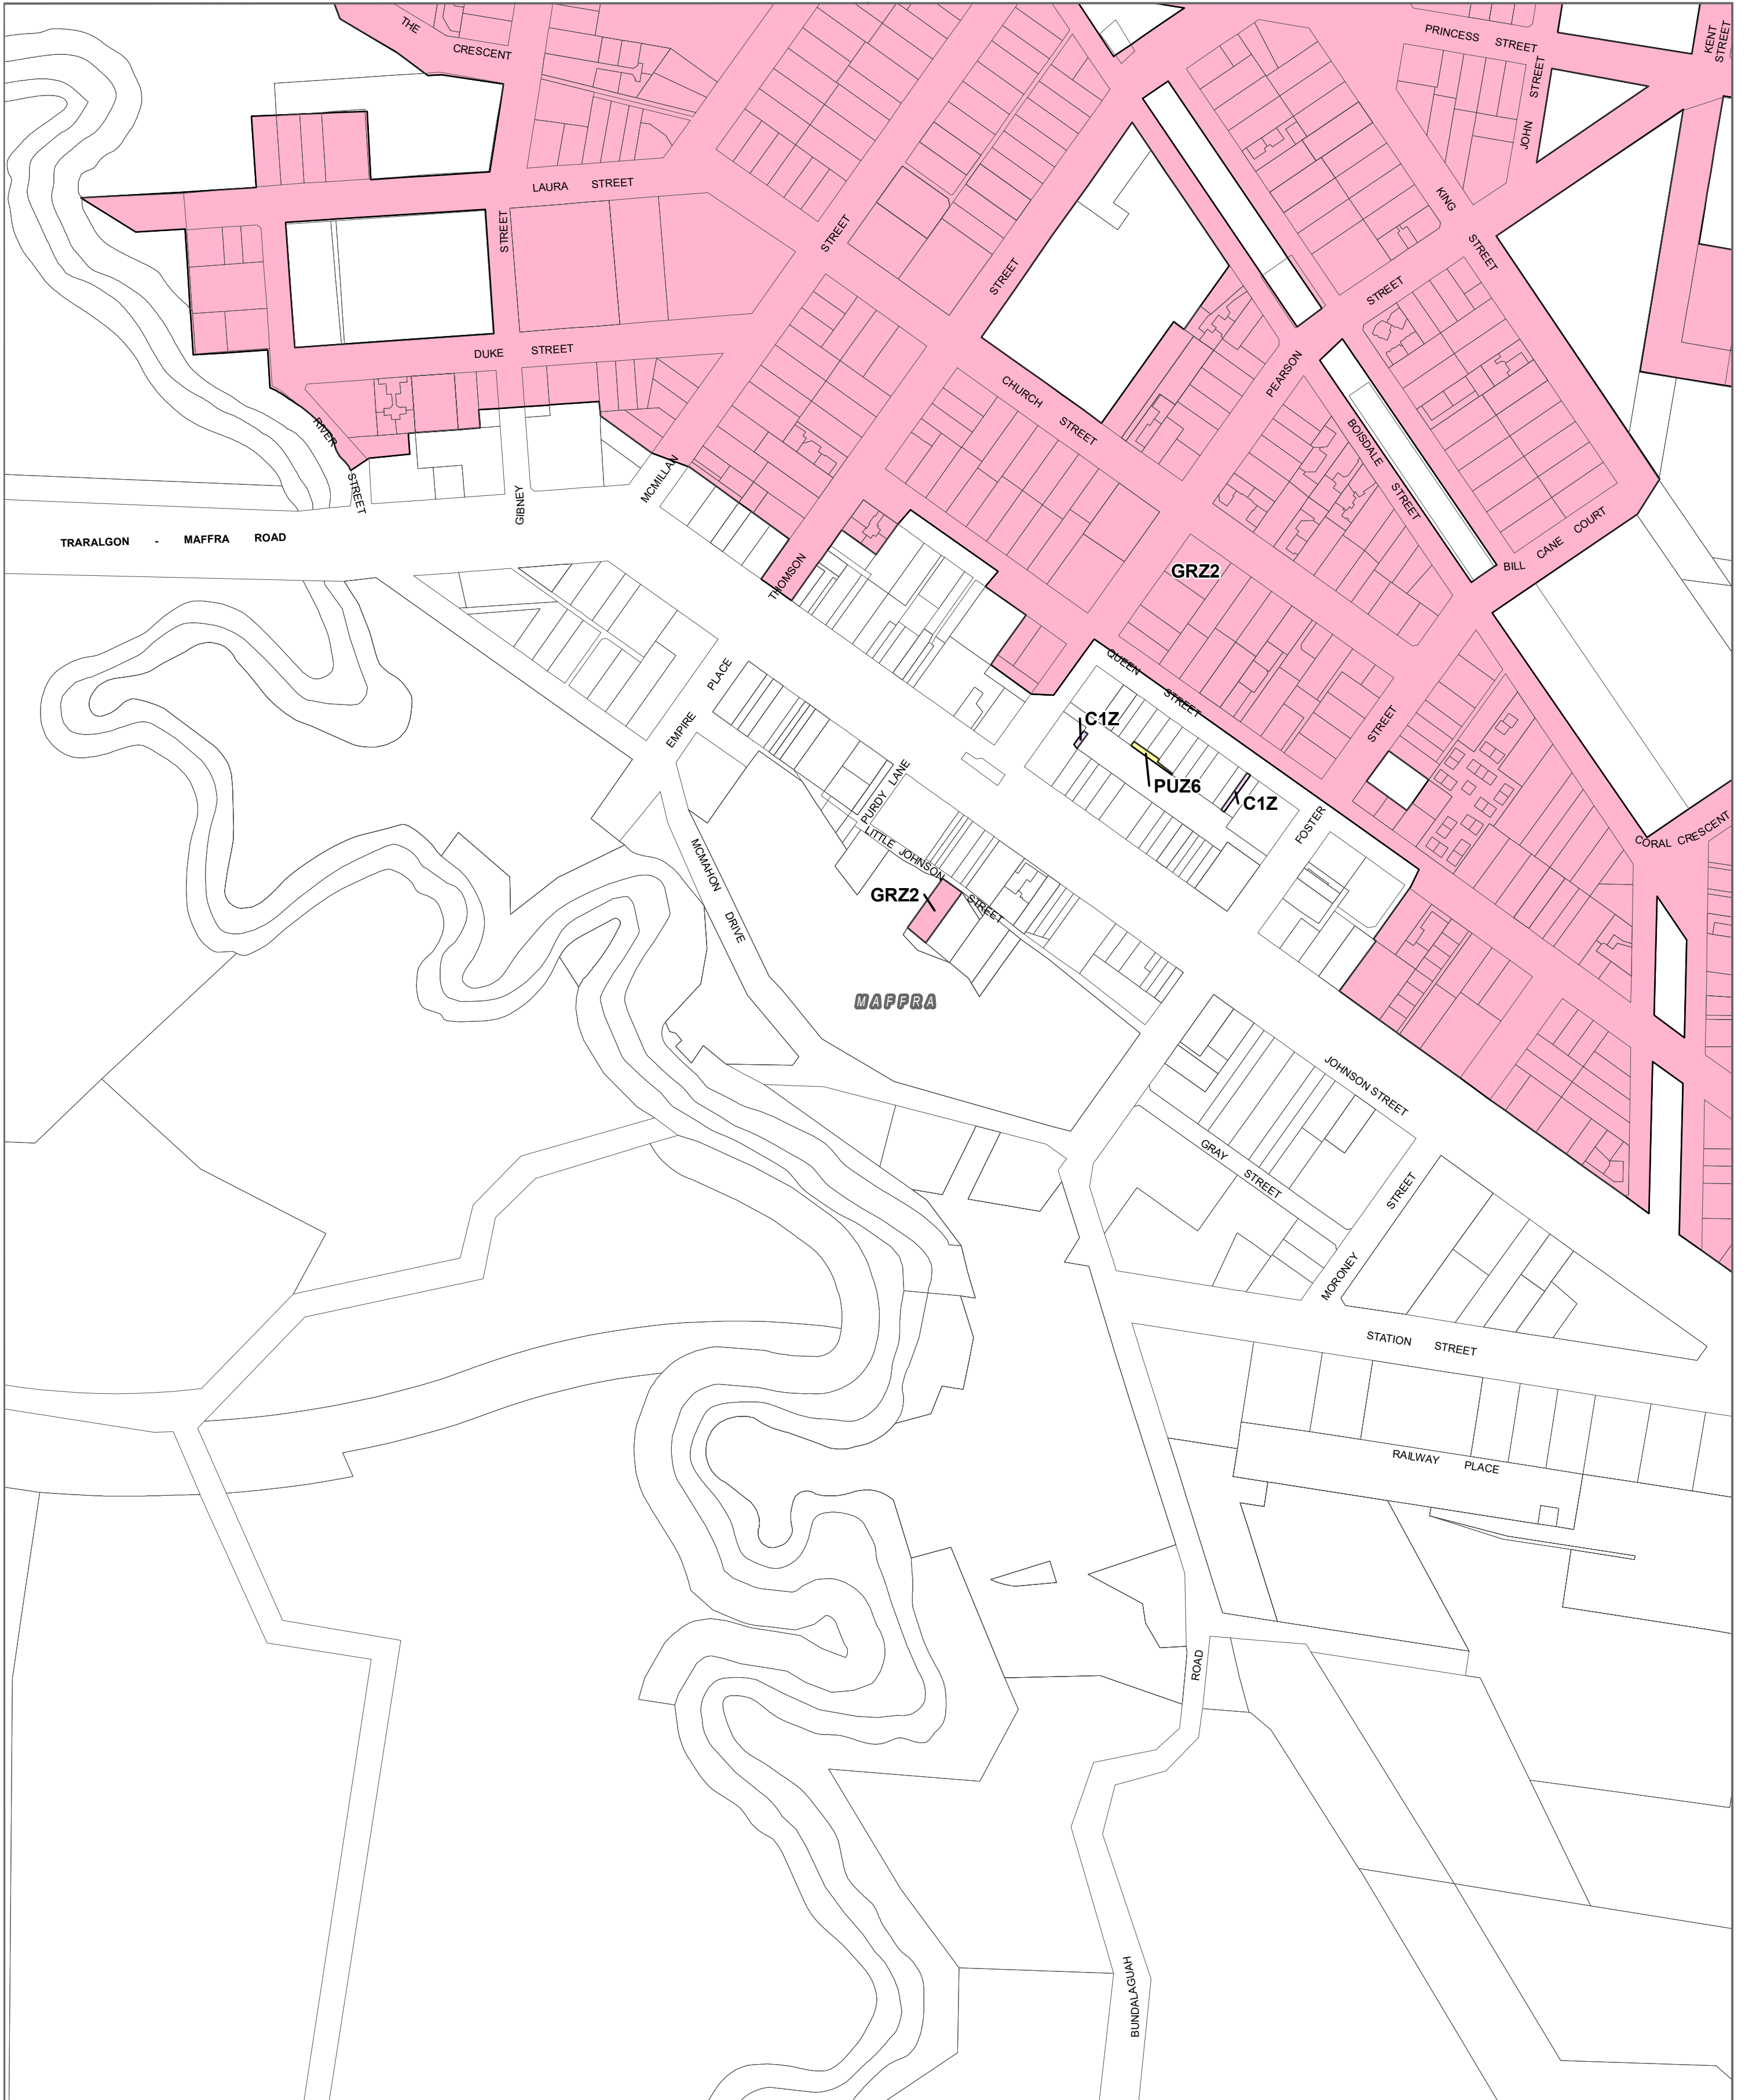 THE CRESCENT
PRINCESS STREET
KENT STREET
JOHN STREET
LAURA STREET
STREET
STREET
KING STREET
STREET
STREET
DUKE STREET
CHURCH STREET
PEARSON
BOISDALE STREET
RIVER STREET
GIBNEY
MCMILLAN
TRARALGON - MAFFRA ROAD
THOMSON
GRZ2
BILL CANE COURT
QUEEN STREET
EMPIRE PLACE
C1Z
PUZ6
C1Z
STREET
FOSTER
CORAL CRESCENT
PURDY LANE
LITTLE JOHNSON STREET
MCMAHON DRIVE
GRZ2
MAFFRA
JOHNSON STREET
GRAY STREET
MORONEY STREET
STATION STREET
RAILWAY PLACE
ROAD
BUNDALAGUAH